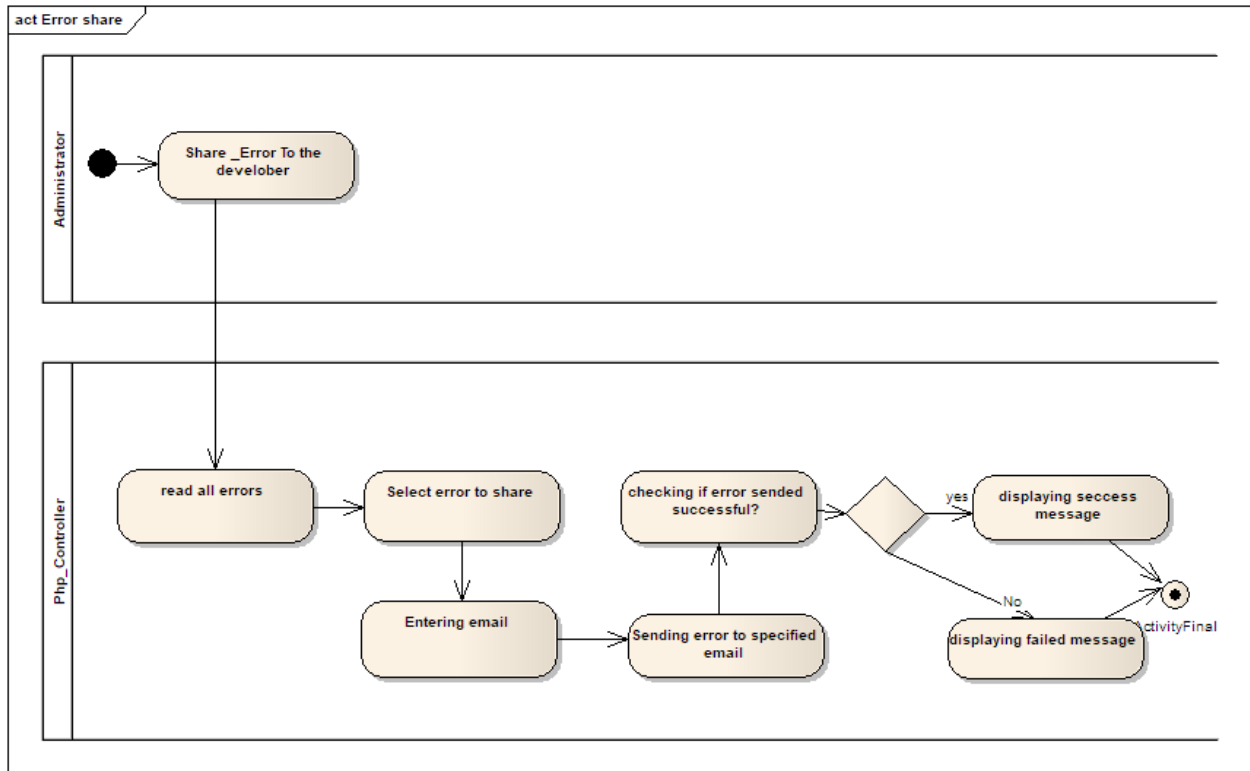 act Error share
Administrator
Share _Error To the
develober
Php_Controller
read all errors
Select error to share
checking if error sended
successful?
yes
displaying seccess
message
Entering email
Sending error to specified
email
No
displaying failed message
ActivityFinal